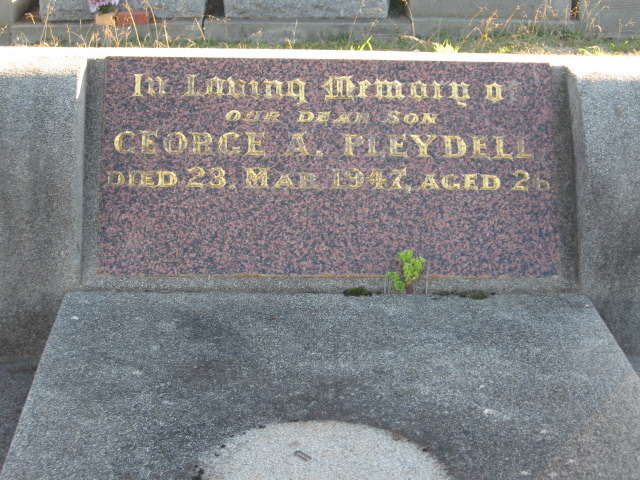 In Loving Memory of
OUR DEAR SON
GEORGE A. PLEYDELL
DIED 23. MAR 1947, AGED 26